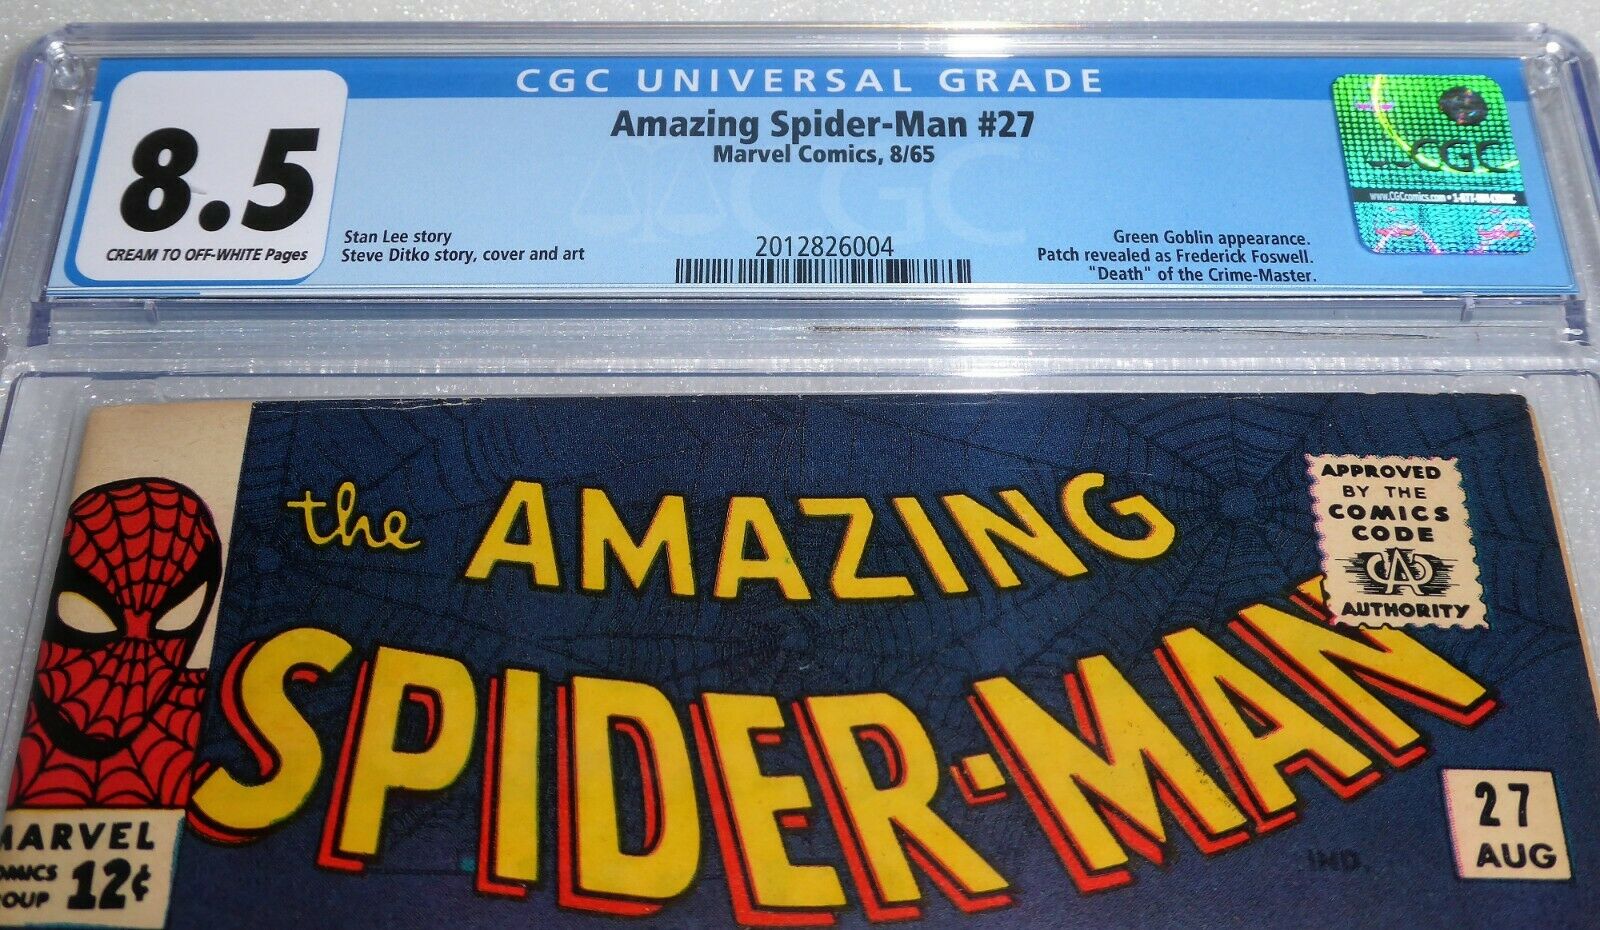 CGC UNIVERSAL GRADE
8.5
CREAM TO OFF-WHITE Pages
Amazing Spider-Man #27
Marvel Comics, 8/65
Stan Lee story
Steve Ditko story, cover and art
2012826004
Green Goblin appearance.
Patch revealed as Frederick Foswell.
"Death" of the Crime-Master.
CGC
CGC
the AMAZING
SPIDER-MAN
APPROVED
BY THE
COMICS
CODE
CA
AUTHORITY
MARVEL
COMICS
GROUP
12¢
27
AUG
IND.